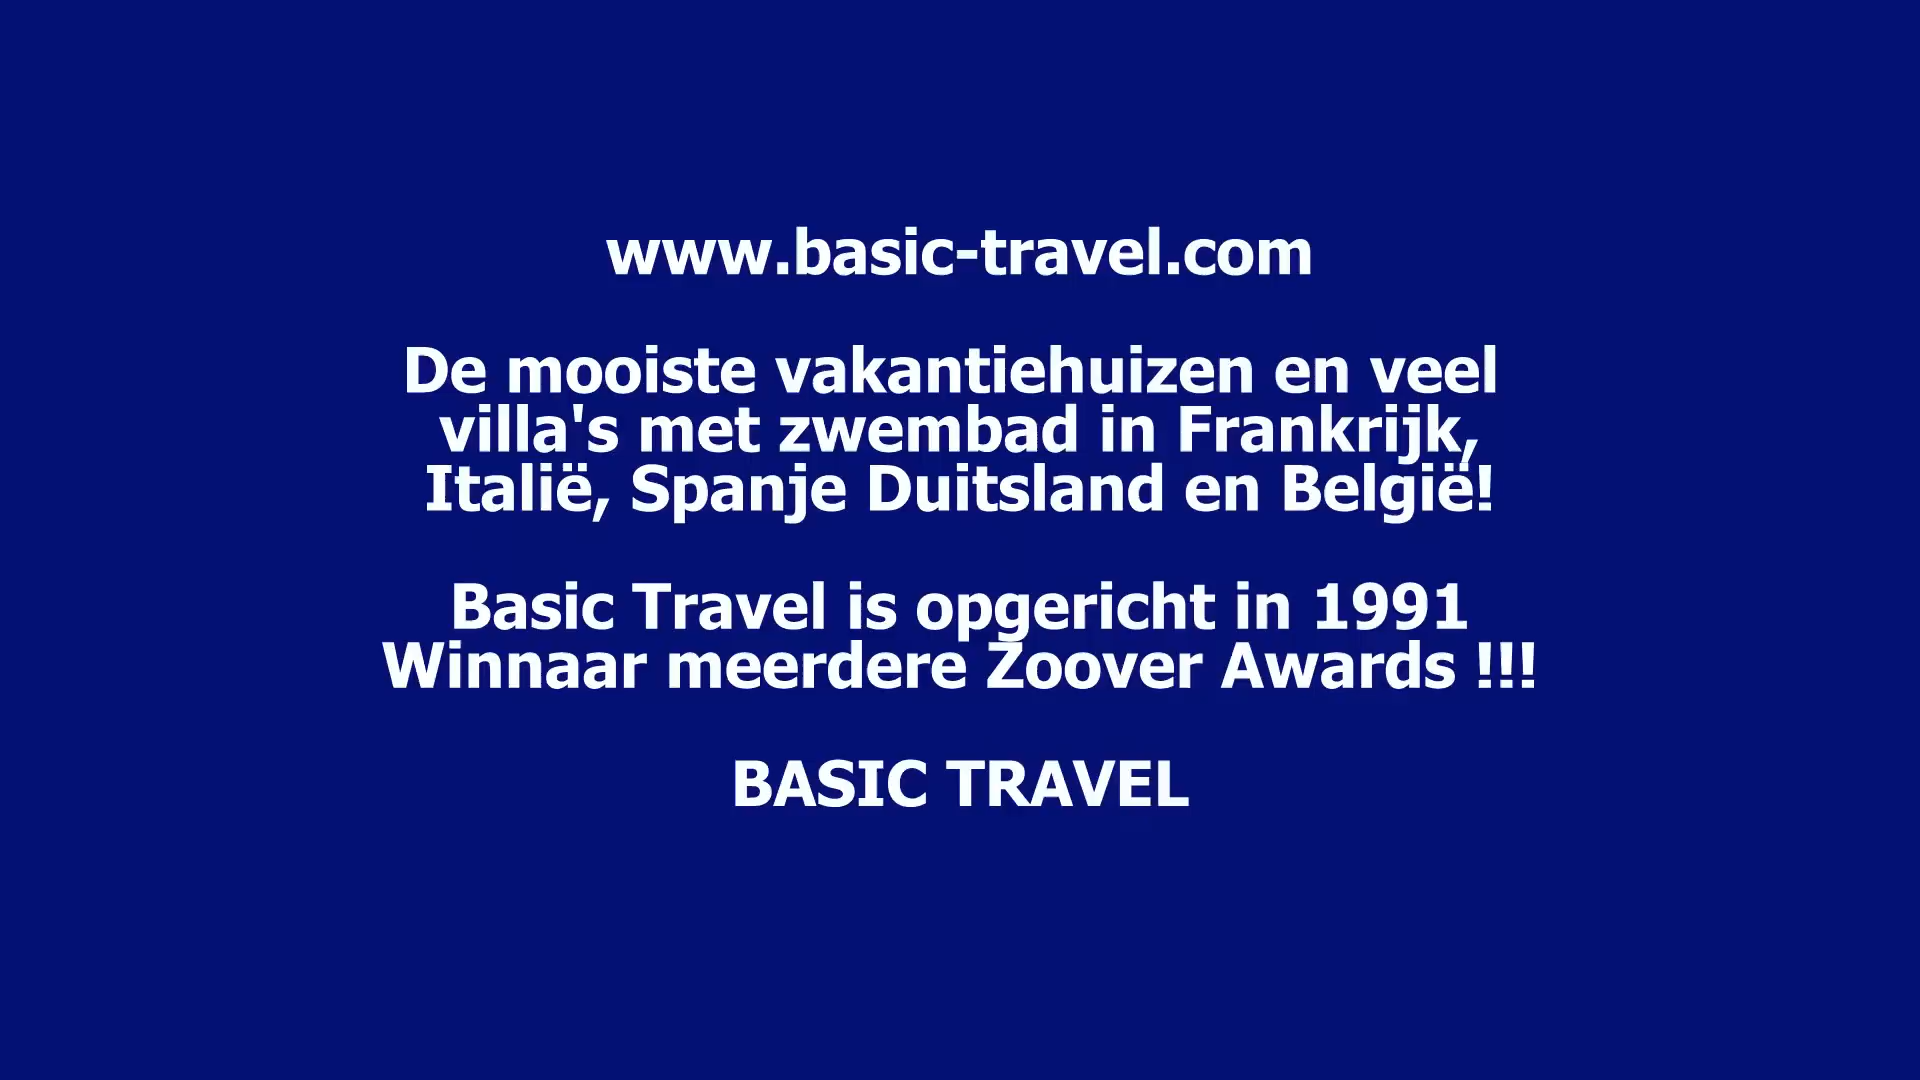 www.basic-travel.com
De mooiste vakantiehuizen en veel
villa's met zwembad in Frankrijk,
Italië, Spanje Duitsland en België!
Basic Travel is opgericht in 1991
Winnaar meerdere Zoover Awards !!!
BASIC TRAVEL